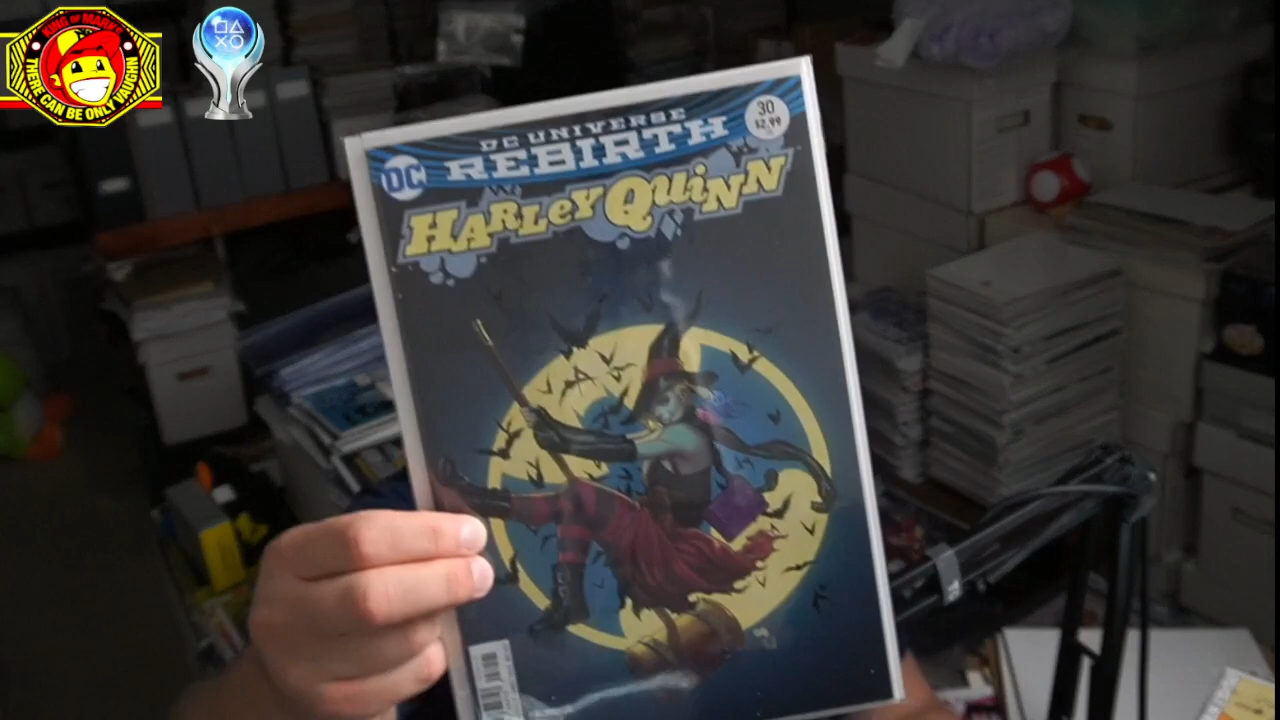 KING OF MARKS
THERE CAN BE ONLY VAUGHN
DC UNIVERSE
REBIRTH
DC
30
$2.99
HARLEY QUINN